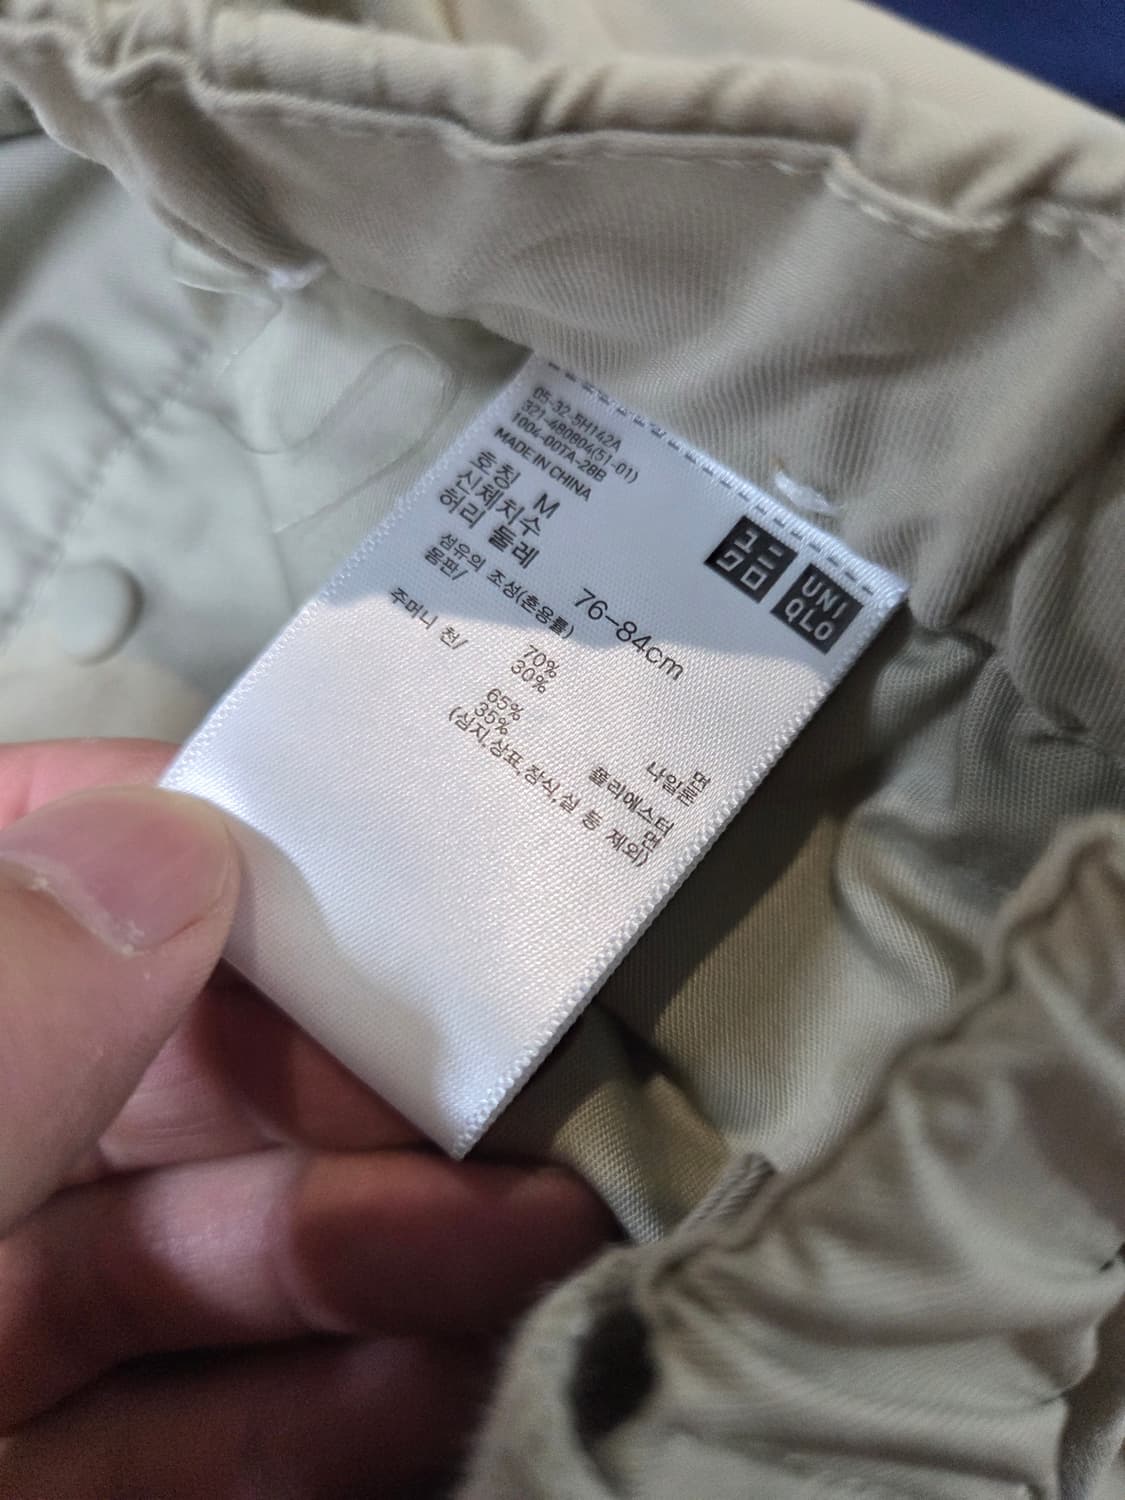 05-32-5H142A
321-480804(51-01)
1004-00TA-28B
MADE IN CHINA
ユニ
クロ
UNI
QLO
호칭 M
신체치수
허리 둘레 76-84cm
섬유의 조성(혼용률)
몸판/ 70% 면
30% 나일론
주머니 천/ 65% 폴리에스터
35% 면
(심지,상표,장식,실 등 제외)